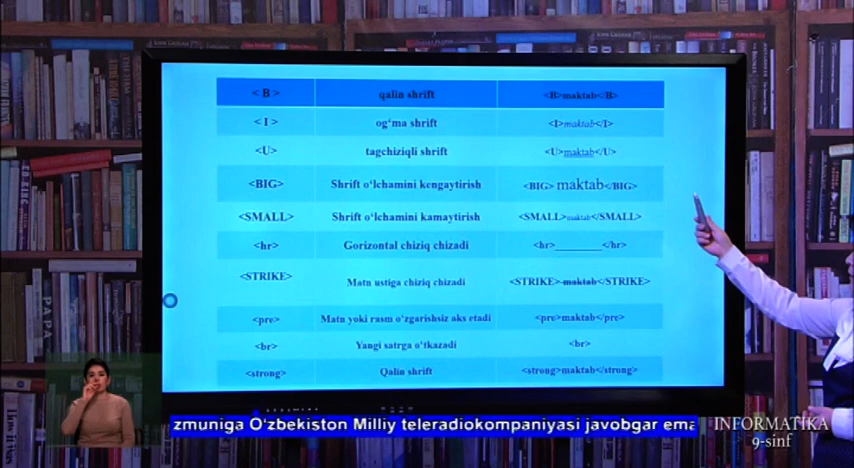 < B > qalin shrift <B>maktab</B>
< I > og‘ma shrift <I>maktab</I>
<U> tagchiziqli shrift <U>maktab</U>
<BIG> Shrift o‘lchamini kengaytirish <BIG> maktab</BIG>
<SMALL> Shrift o‘lchamini kamaytirish <SMALL>maktab</SMALL>
<hr> Gorizontal chiziq chizadi <hr>________</hr>
<STRIKE> Matn ustiga chiziq chizadi <STRIKE>maktab</STRIKE>
<pre> Matn yoki rasm o‘zgarishsiz aks etadi <pre>maktab</pre>
<br> Yangi satrga o‘tkazadi <br>
<strong> Qalin shrift <strong>maktab</strong>
PAPA
zmuniga O‘zbekiston Milliy teleradiokompaniyasi javobgar ema
INFORMATIKA
9-sinf